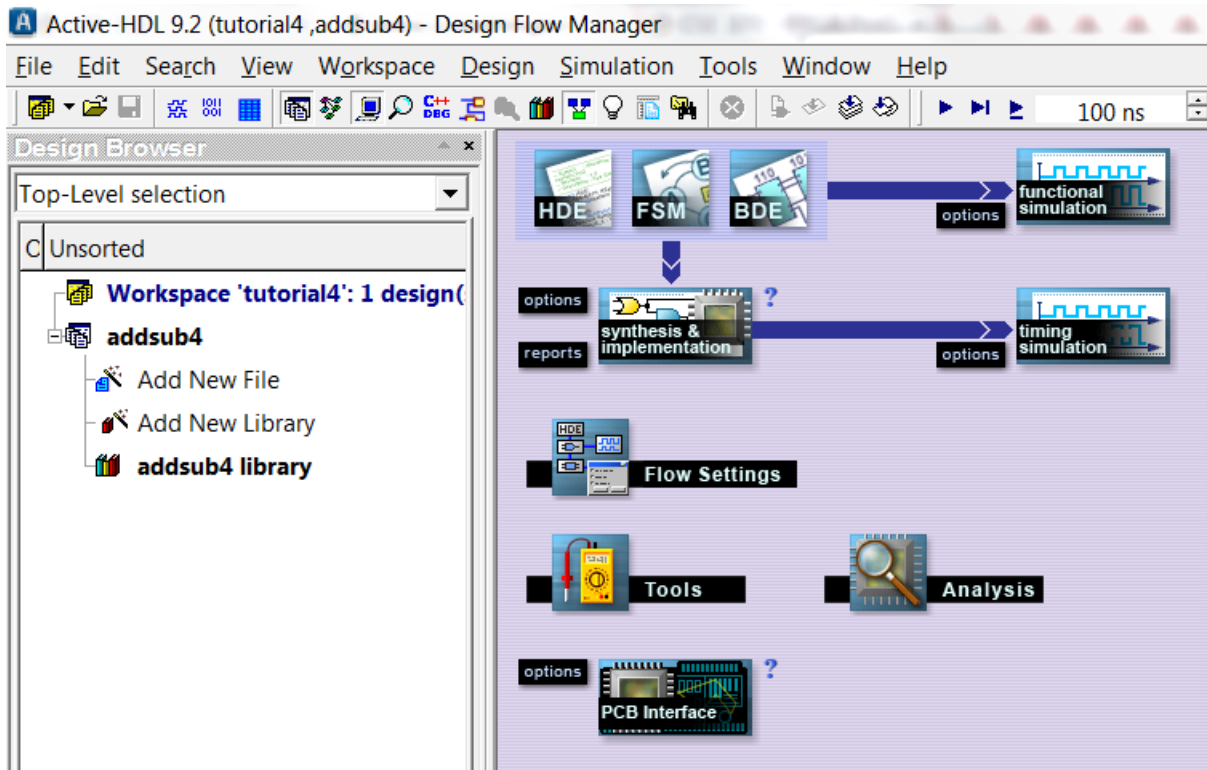 Active-HDL 9.2 (tutorial4 ,addsub4) - Design Flow Manager
File Edit Search View Workspace Design Simulation Tools Window Help
C++ DBG 100 ns
Design Browser
Top-Level selection
C Unsorted
Workspace 'tutorial4': 1 design(
addsub4
Add New File
Add New Library
addsub4 library
HDE FSM BDE
options
functional simulation
options
reports
synthesis & implementation
?
options
timing simulation
HDE
Flow Settings
Tools
Analysis
options
PCB Interface
?